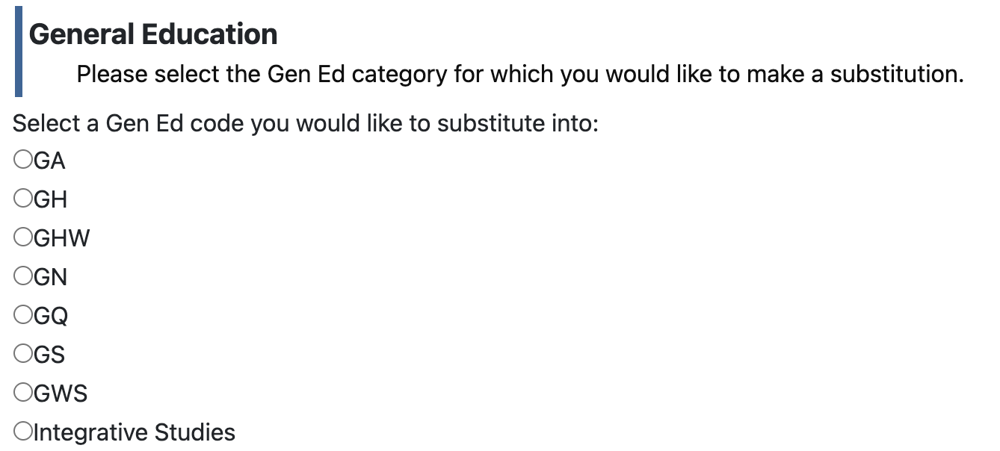 General Education
Please select the Gen Ed category for which you would like to make a substitution.
Select a Gen Ed code you would like to substitute into:
GA
GH
GHW
GN
GQ
GS
GWS
Integrative Studies